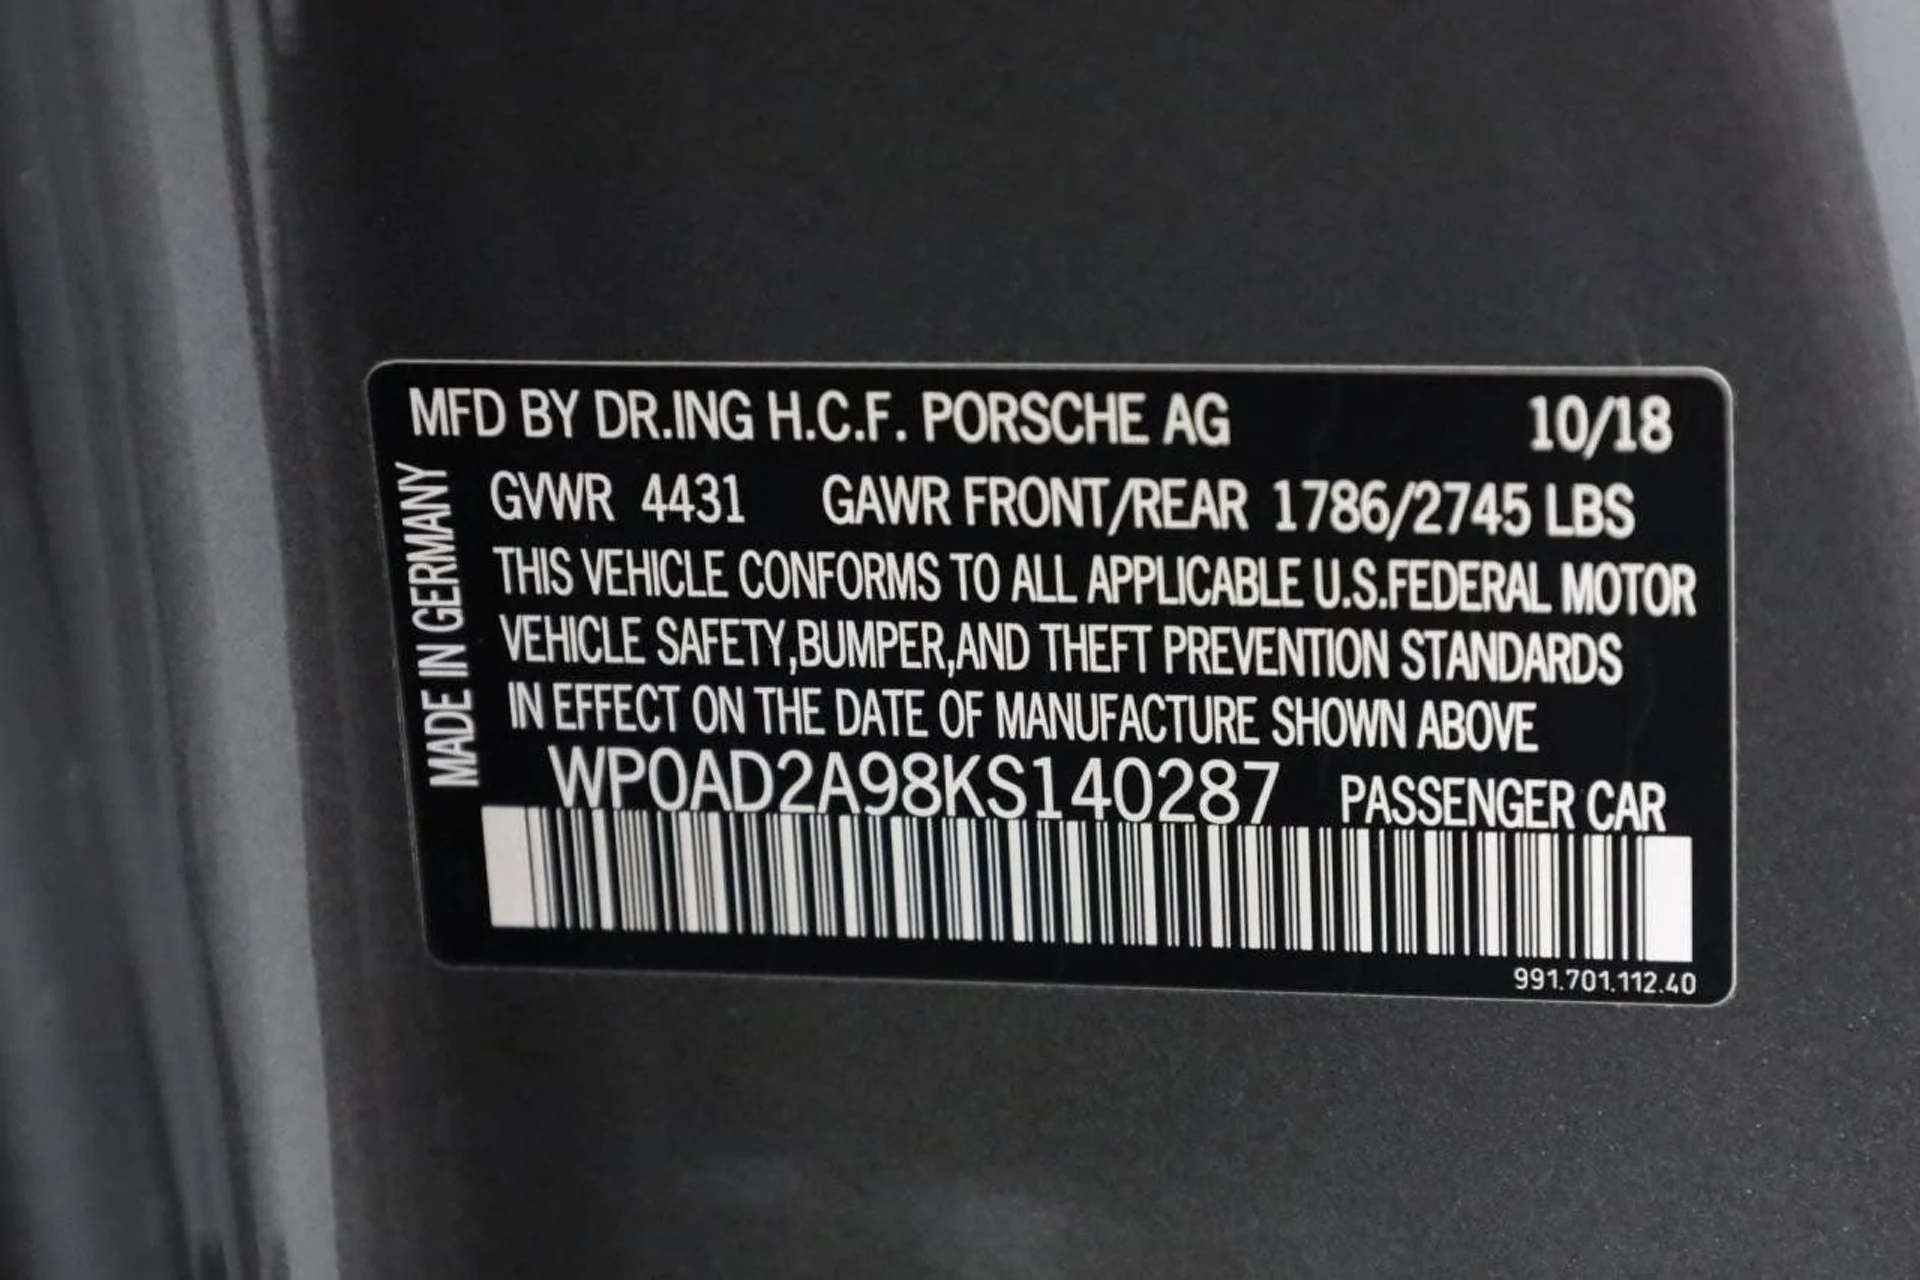 MFD BY DR.ING H.C.F. PORSCHE AG 10/18
MADE IN GERMANY
GVWR 4431 GAWR FRONT/REAR 1786/2745 LBS
THIS VEHICLE CONFORMS TO ALL APPLICABLE U.S.FEDERAL MOTOR
VEHICLE SAFETY,BUMPER,AND THEFT PREVENTION STANDARDS
IN EFFECT ON THE DATE OF MANUFACTURE SHOWN ABOVE
WP0AD2A98KS140287 PASSENGER CAR
991.701.112.40